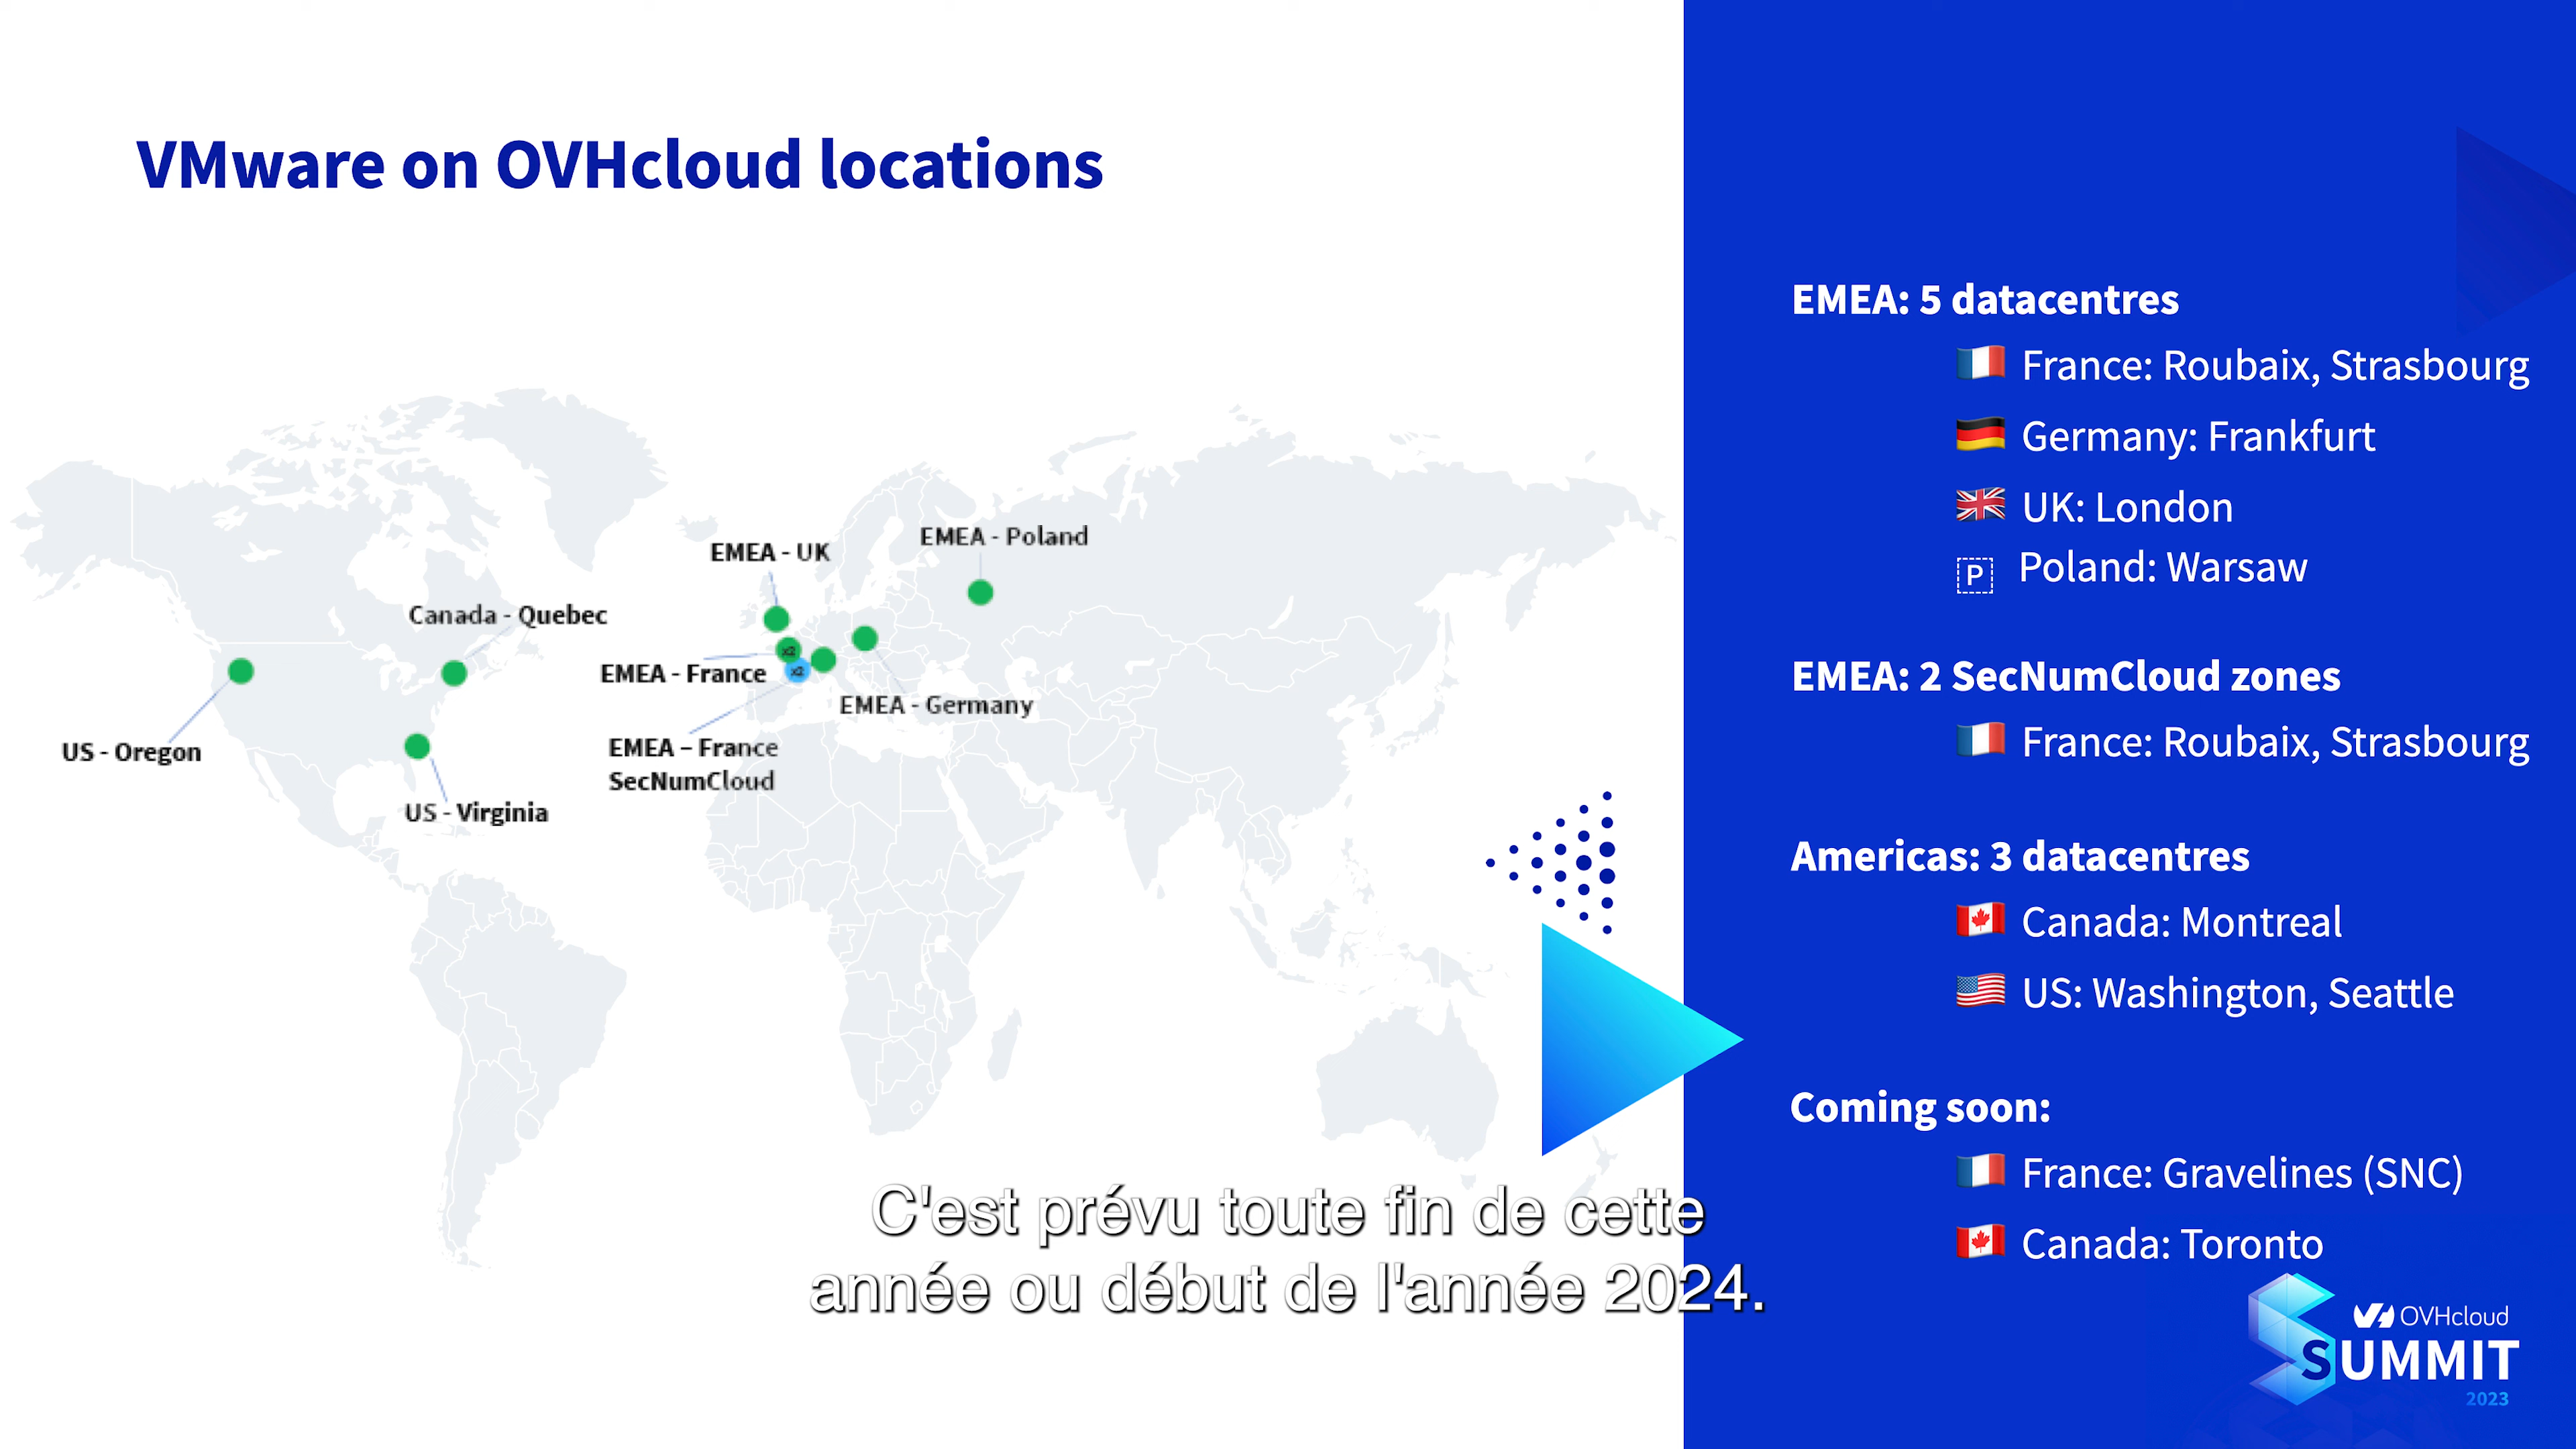 VMware on OVHcloud locations
EMEA - UK
EMEA - Poland
Canada - Quebec
x2
x2
EMEA - France
EMEA - Germany
US - Oregon
EMEA – France
SecNumCloud
US - Virginia
EMEA: 5 datacentres
France: Roubaix, Strasbourg
Germany: Frankfurt
UK: London
P Poland: Warsaw
EMEA: 2 SecNumCloud zones
France: Roubaix, Strasbourg
Americas: 3 datacentres
Canada: Montreal
US: Washington, Seattle
Coming soon:
France: Gravelines (SNC)
Canada: Toronto
C'est prévu toute fin de cette
année ou début de l'année 2024.
OVHcloud
SUMMIT
2023